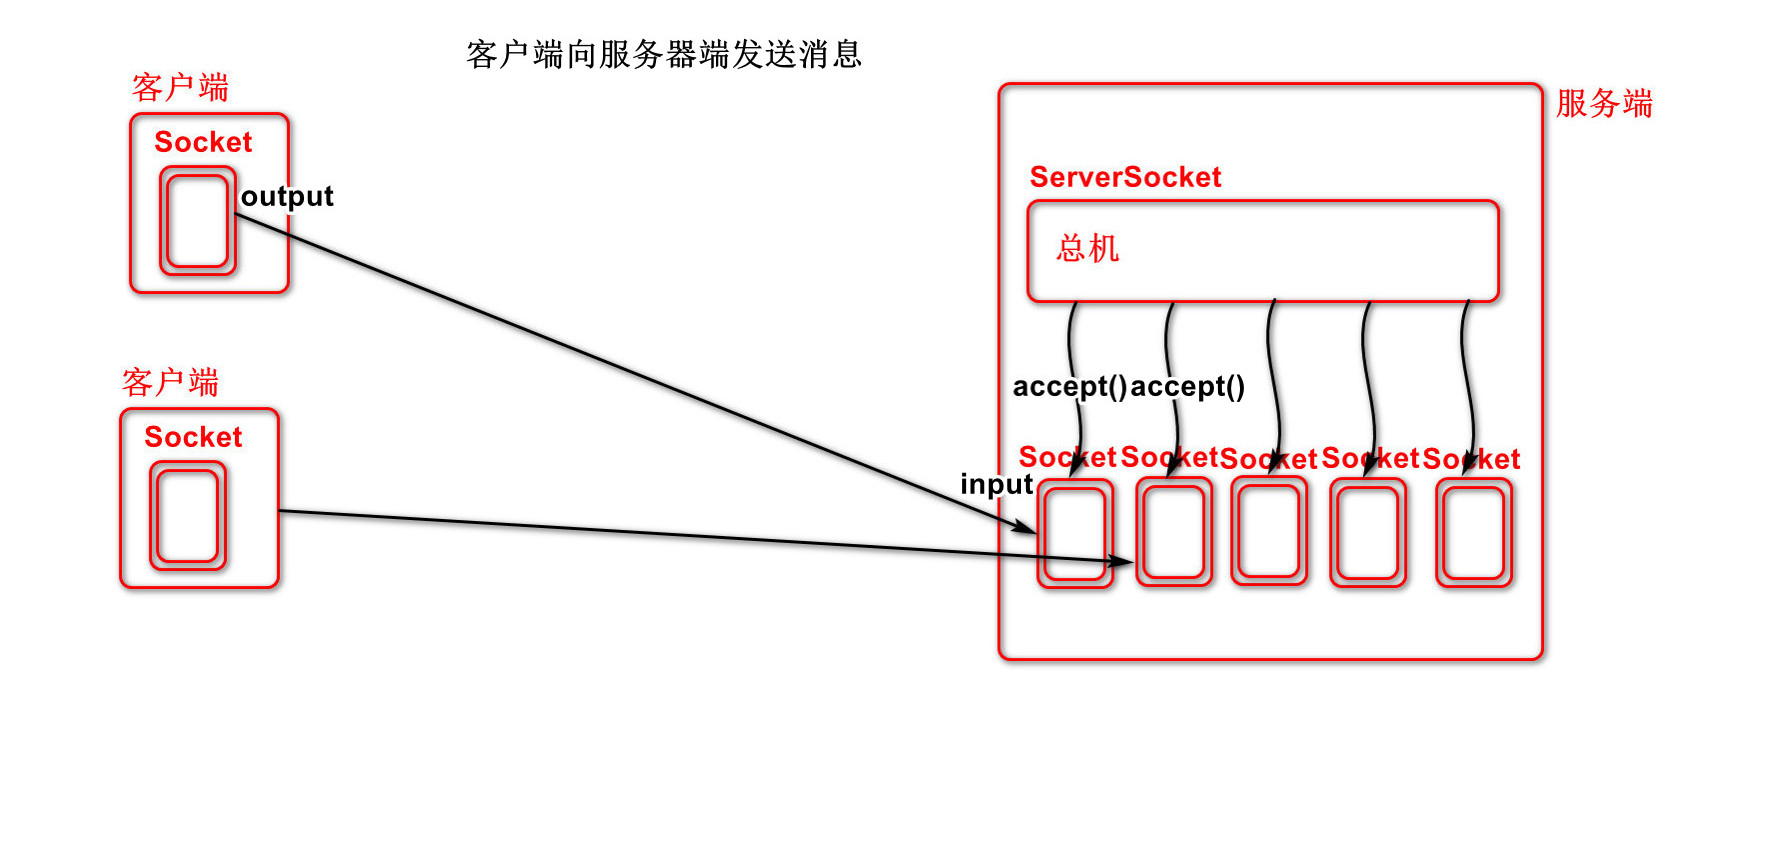 客户端向服务器端发送消息
客户端
Socket
output
客户端
Socket
服务端
ServerSocket
总机
accept() accept()
Socket Socket Socket Socket Socket
input